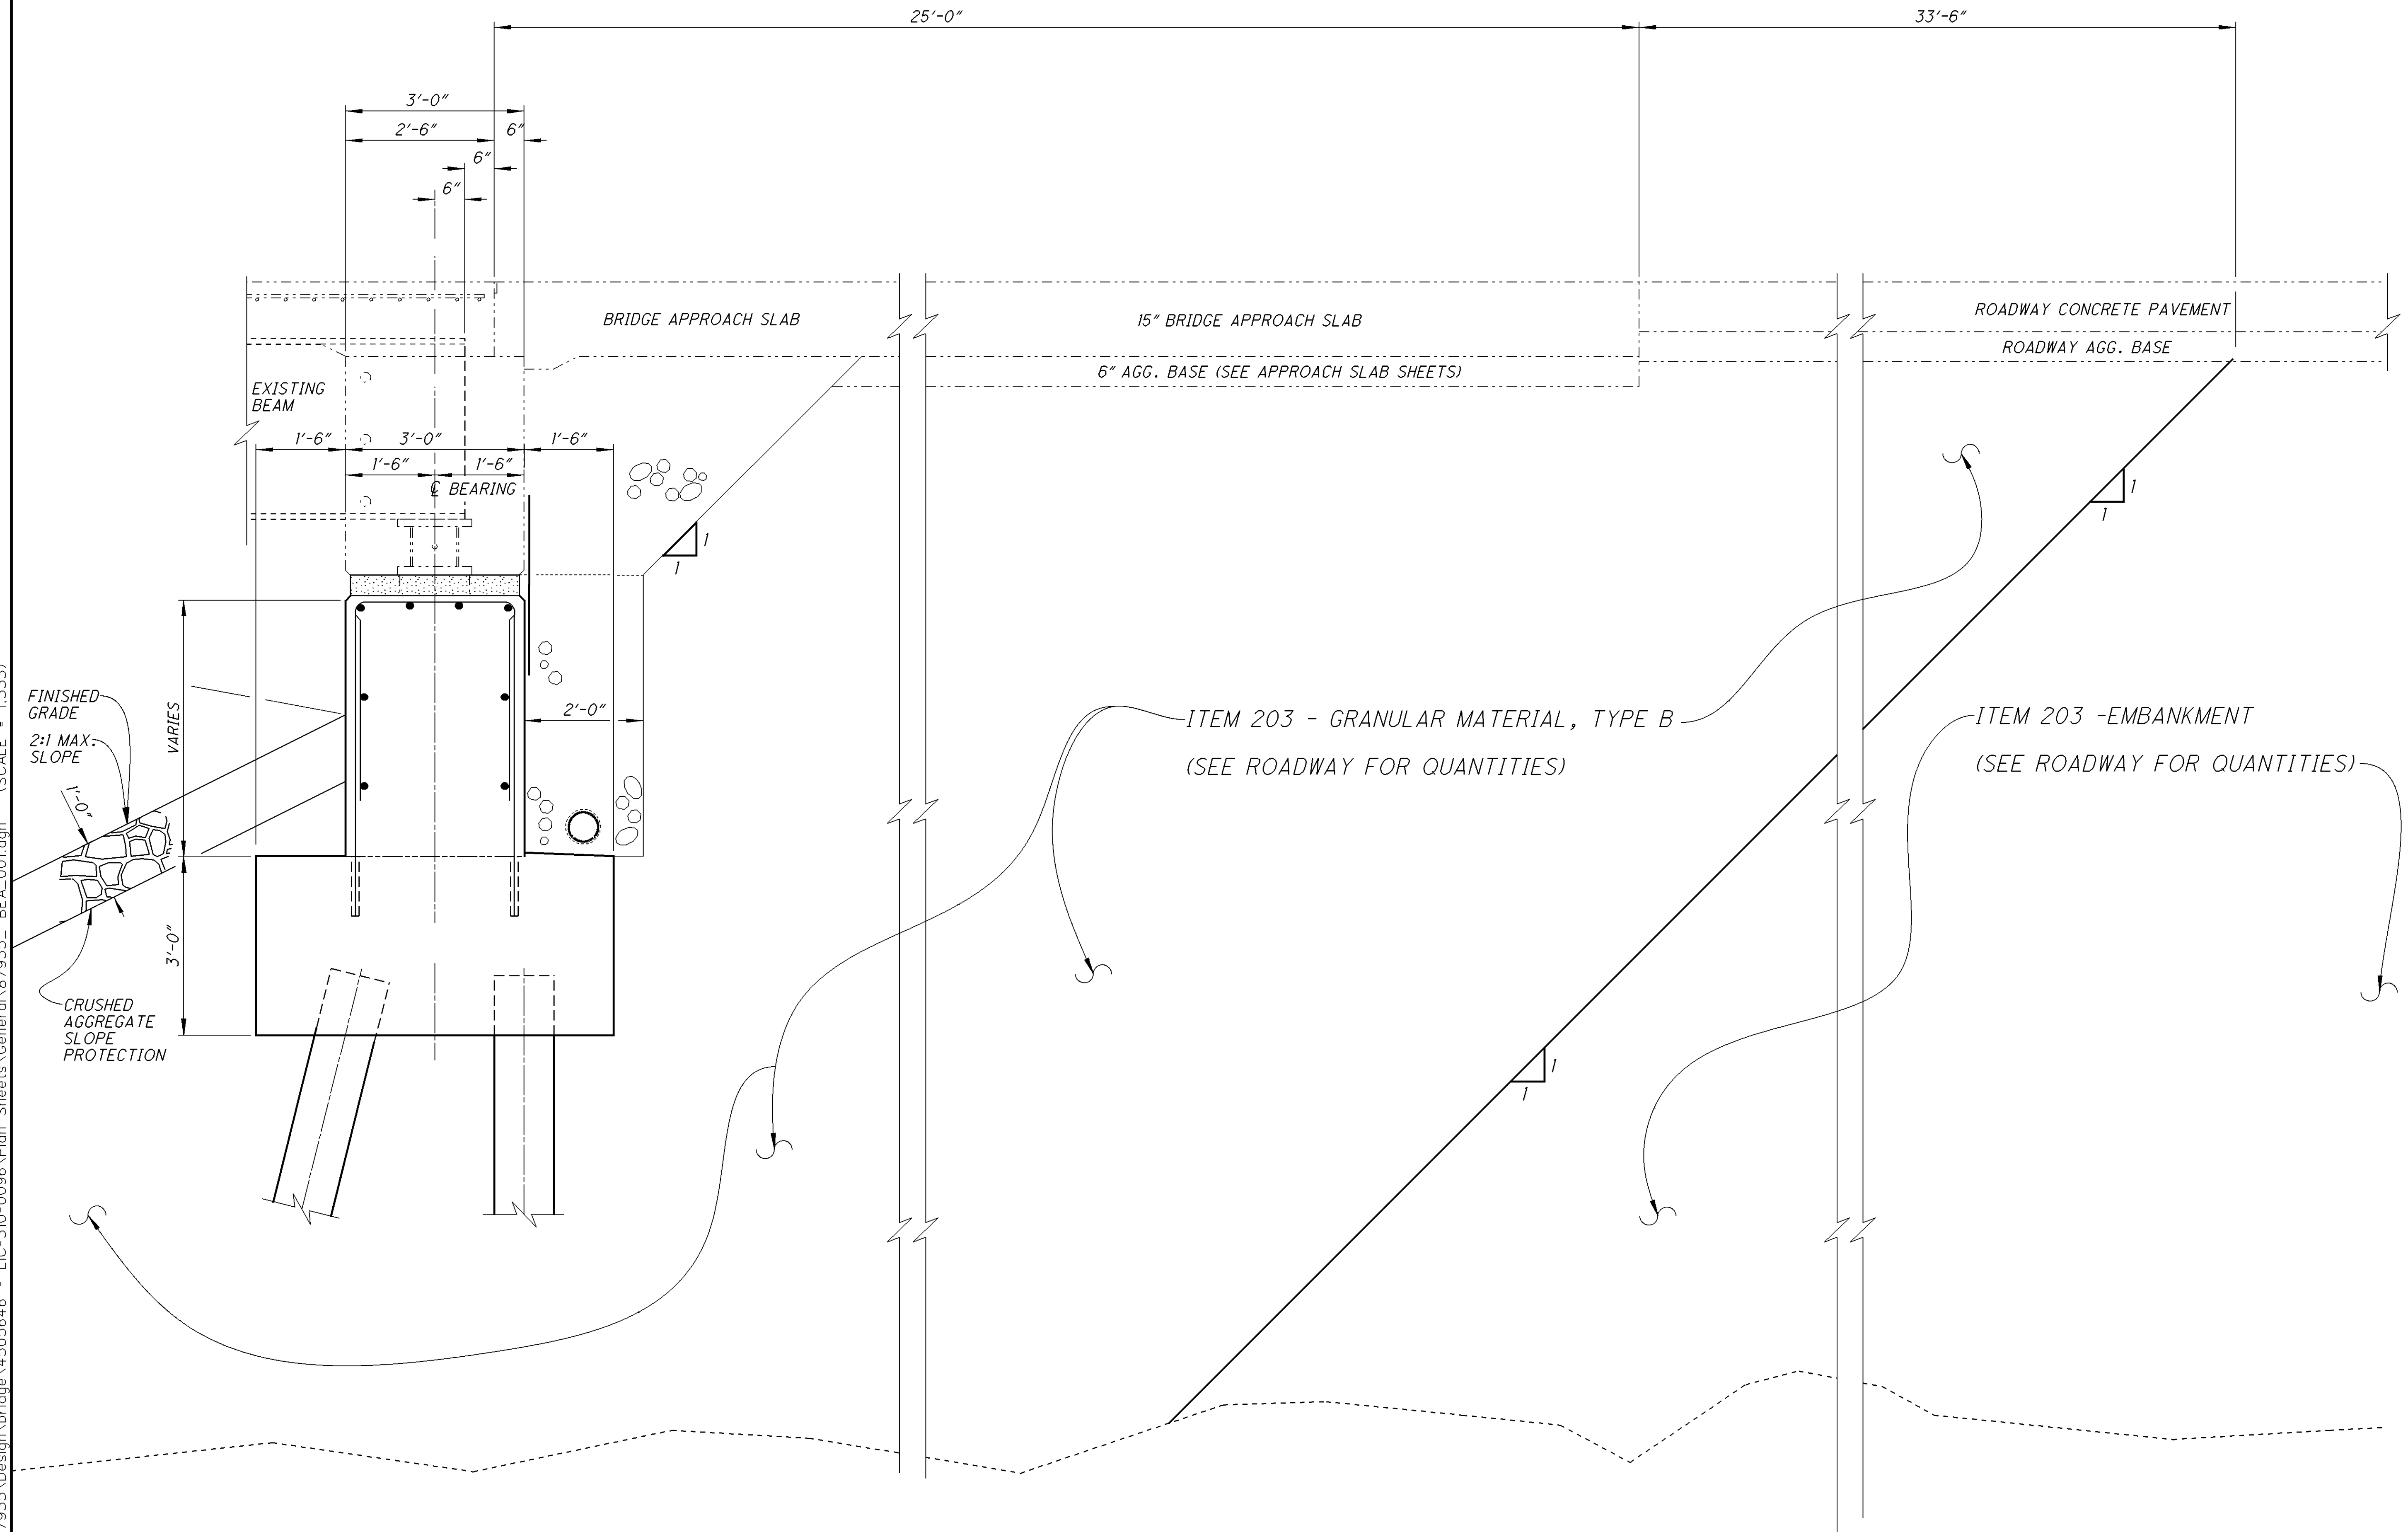 25'-0"
33'-6"
3'-0"
2'-6"
6"
6"
6"
BRIDGE APPROACH SLAB
15" BRIDGE APPROACH SLAB
ROADWAY CONCRETE PAVEMENT
ROADWAY AGG. BASE
6" AGG. BASE (SEE APPROACH SLAB SHEETS)
EXISTING
BEAM
1'-6"
3'-0"
1'-6"
1'-6"
1'-6"
℄ BEARING
1
1
1
1
FINISHED
GRADE
2:1 MAX.
SLOPE
1'-0"
VARIES
2'-0"
ITEM 203 - GRANULAR MATERIAL, TYPE B
(SEE ROADWAY FOR QUANTITIES)
ITEM 203 -EMBANKMENT
(SEE ROADWAY FOR QUANTITIES)
3'-0"
CRUSHED
AGGREGATE
SLOPE
PROTECTION
1
1